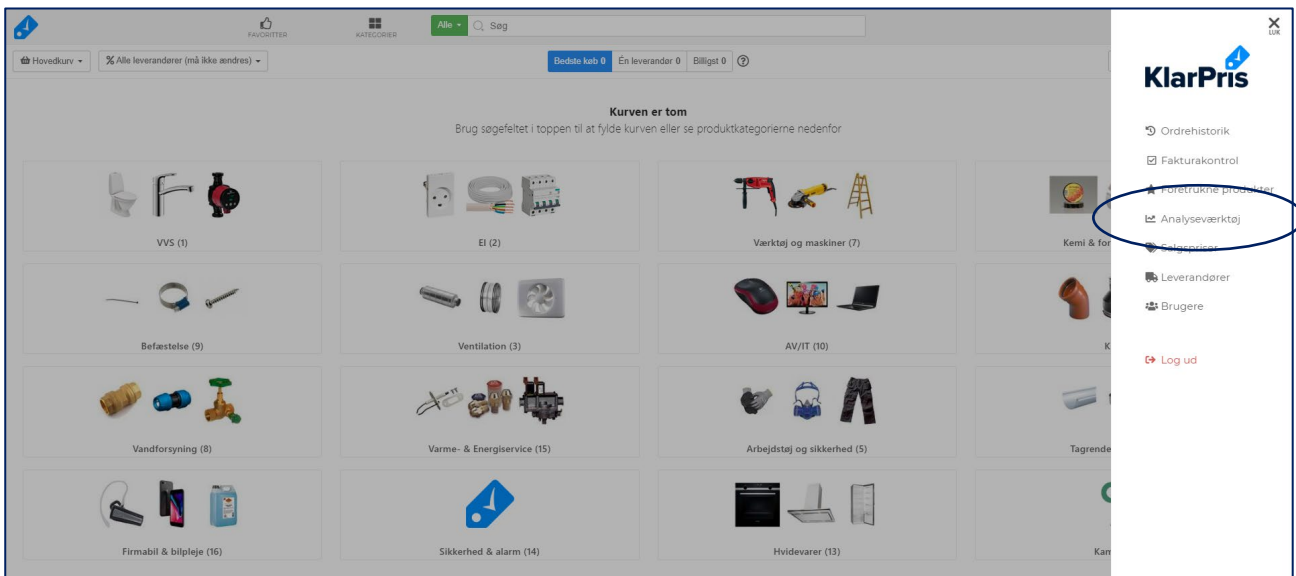 FAVORITTER
KATEGORIER
Alle
Søg
LUK
Hovedkurv
% Alle leverandører (må ikke ændres)
Bedste køb 0
Én leverandør 0
Billigst 0
KlarPris
Kurven er tom
Brug søgefeltet i toppen til at fylde kurven eller se produktkategorierne nedenfor
Ordrehistorik
Fakturakontrol
Foretrukne produkter
Analyseværktøj
Salgspriser
Leverandører
Brugere
Log ud
VVS (1)
El (2)
Værktøj og maskiner (7)
Kemi & for
Befæstelse (9)
Ventilation (3)
AV/IT (10)
K
Vandforsyning (8)
Varme- & Energiservice (15)
Arbejdstøj og sikkerhed (5)
Tagrende
Firmabil & bilpleje (16)
Sikkerhed & alarm (14)
Hvidevarer (13)
Kan